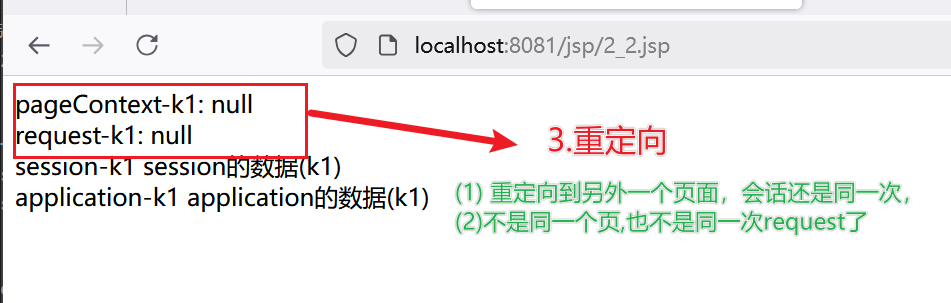 localhost:8081/jsp/2_2.jsp
pageContext-k1: null
request-k1: null
session-k1 session的数据(k1)
application-k1 application的数据(k1)
3.重定向
(1) 重定向到另外一个页面，会话还是同一次，
(2)不是同一个页,也不是同一次request了